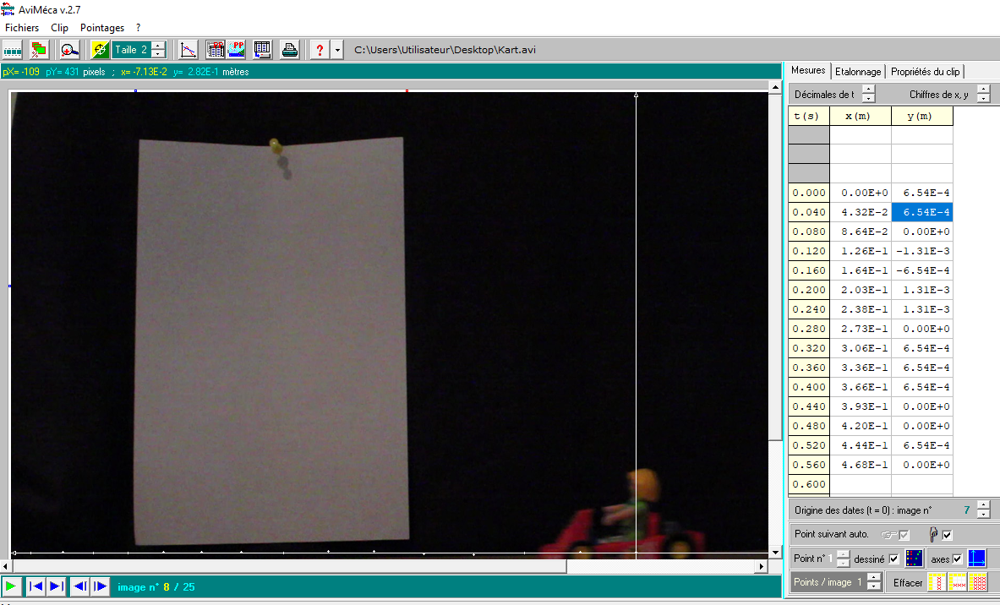 AviMéca v.2.7
Fichiers Clip Pointages ?
Taille 2 ? C:\Users\Utilisateur\Desktop\Kart.avi
pX= -109 pY= 431 pixels ; x= -7.13E-2 y= 2.82E-1 mètres
Mesures Etalonnage Propriétés du clip
Décimales de t Chiffres de x, y
t(s) x(m) y(m)
0.000 0.00E+0 6.54E-4
0.040 4.32E-2 6.54E-4
0.080 8.64E-2 0.00E+0
0.120 1.26E-1 -1.31E-3
0.160 1.64E-1 -6.54E-4
0.200 2.03E-1 1.31E-3
0.240 2.38E-1 1.31E-3
0.280 2.73E-1 0.00E+0
0.320 3.06E-1 6.54E-4
0.360 3.36E-1 6.54E-4
0.400 3.66E-1 6.54E-4
0.440 3.93E-1 0.00E+0
0.480 4.20E-1 0.00E+0
0.520 4.44E-1 6.54E-4
0.560 4.68E-1 0.00E+0
0.600
Origine des dates (t = 0) : image n° 7
Point suivant auto.
Point n° 1 dessiné axes
Points / image 1 Effacer
image n° 8 / 25